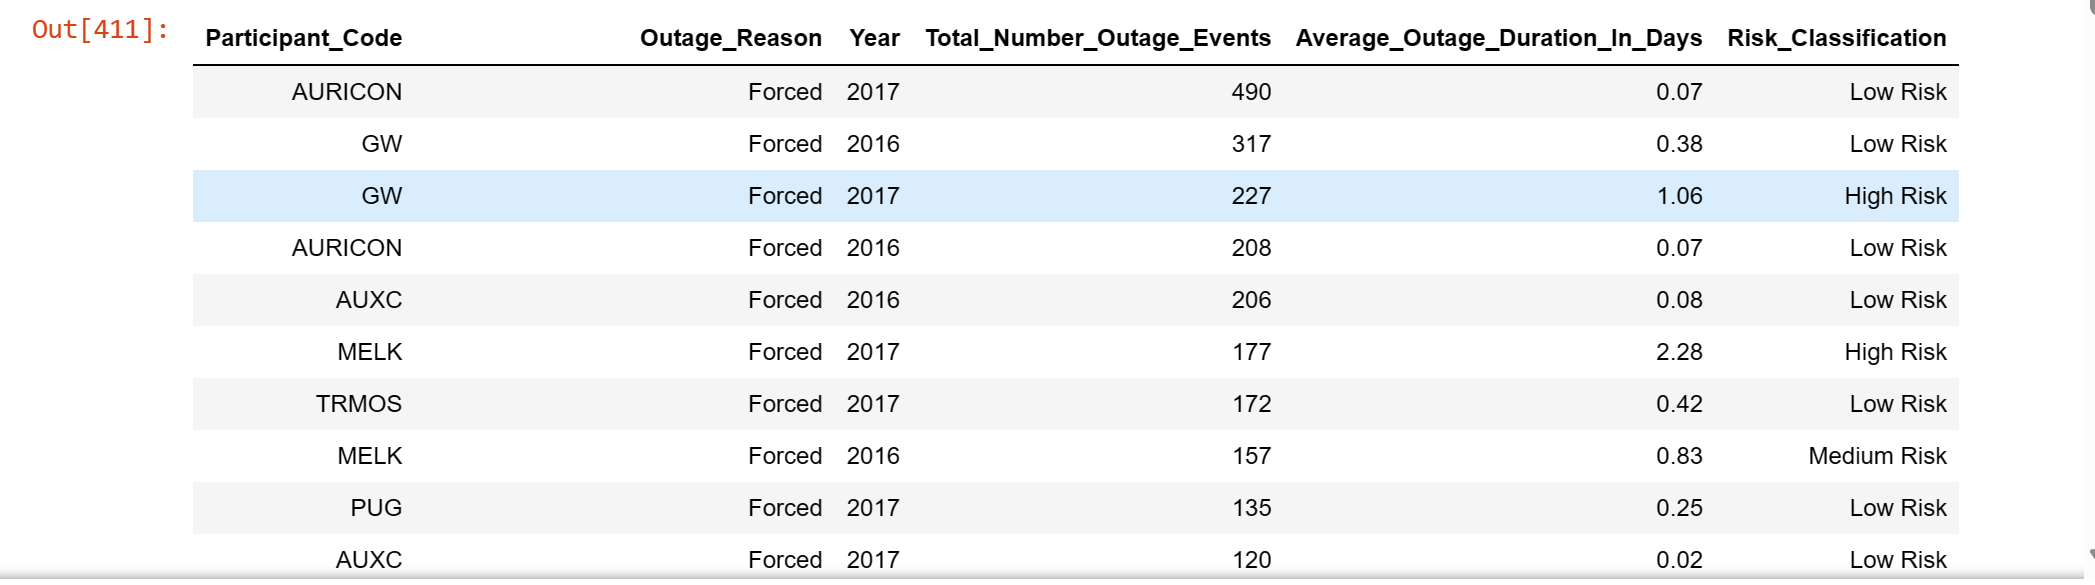 Out[411]:
Participant_Code Outage_Reason Year Total_Number_Outage_Events Average_Outage_Duration_In_Days Risk_Classification
AURICON Forced 2017 490 0.07 Low Risk
GW Forced 2016 317 0.38 Low Risk
GW Forced 2017 227 1.06 High Risk
AURICON Forced 2016 208 0.07 Low Risk
AUXC Forced 2016 206 0.08 Low Risk
MELK Forced 2017 177 2.28 High Risk
TRMOS Forced 2017 172 0.42 Low Risk
MELK Forced 2016 157 0.83 Medium Risk
PUG Forced 2017 135 0.25 Low Risk
AUXC Forced 2017 120 0.02 Low Risk